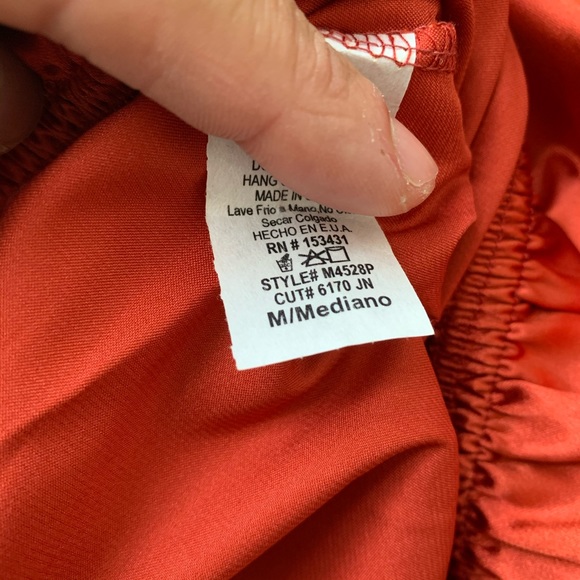 HANG
MADE IN
Lave Frio a Mano, No
Secar Colgado
HECHO EN E.U.A.
RN # 153431
STYLE# M4528P
CUT# 6170 JN
M/Mediano